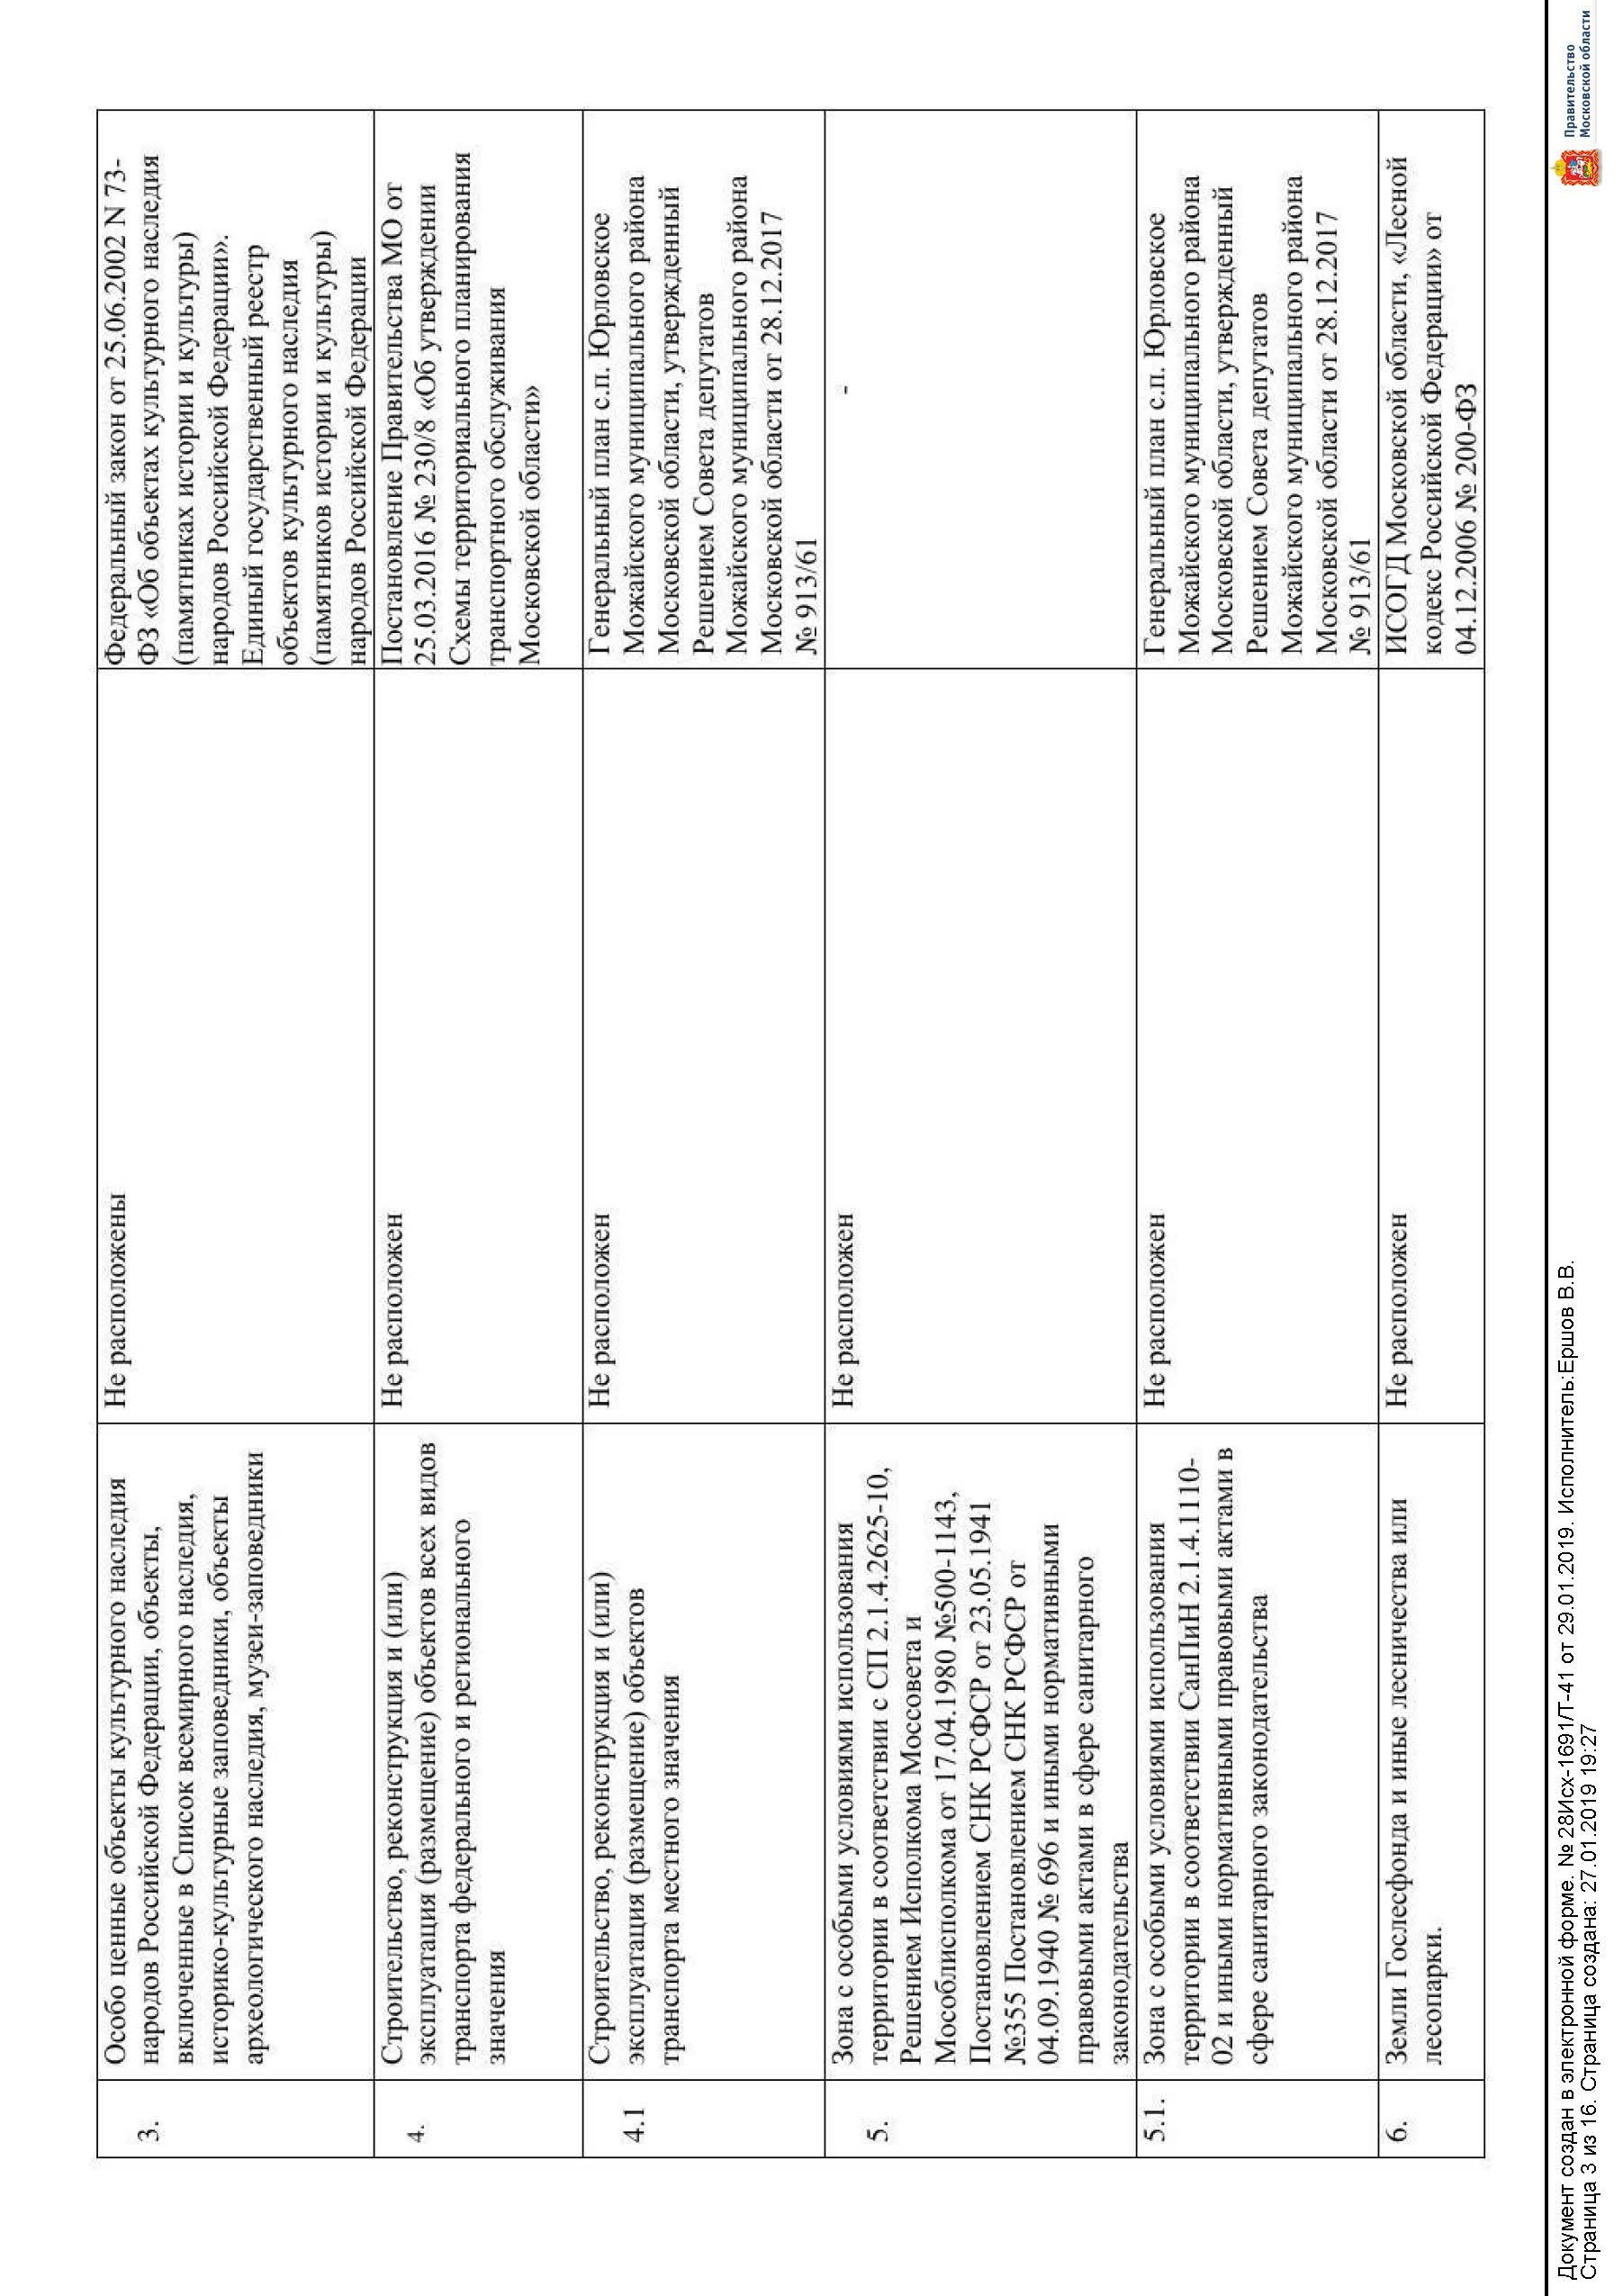 3.
Особо ценные объекты культурного наследия
народов Российской Федерации, объекты,
включенные в Список всемирного наследия,
историко-культурные заповедники, объекты
археологического наследия, музеи-заповедники
Не расположены
Федеральный закон от 25.06.2002 N 73-
ФЗ «Об объектах культурного наследия
(памятниках истории и культуры)
народов Российской Федерации».
Единый государственный реестр
объектов культурного наследия
(памятников истории и культуры)
народов Российской Федерации
4.
Строительство, реконструкция и (или)
эксплуатация (размещение) объектов всех видов
транспорта федерального и регионального
значения
Не расположен
Постановление Правительства МО от
25.03.2016 № 230/8 «Об утверждении
Схемы территориального планирования
транспортного обслуживания
Московской области»
4.1
Строительство, реконструкция и (или)
эксплуатация (размещение) объектов
транспорта местного значения
Не расположен
Генеральный план с.п. Юрловское
Можайского муниципального района
Московской области, утвержденный
Решением Совета депутатов
Можайского муниципального района
Московской области от 28.12.2017
№ 913/61
5.
Зона с особыми условиями использования
территории в соответствии с СП 2.1.4.2625-10,
Решением Исполкома Моссовета и
Мособлисполкома от 17.04.1980 №500-1143,
Постановлением СНК РСФСР от 23.05.1941
№355 Постановлением СНК РСФСР от
04.09.1940 № 696 и иными нормативными
правовыми актами в сфере санитарного
законодательства
Не расположен
-
5.1.
Зона с особыми условиями использования
территории в соответствии СанПиН 2.1.4.1110-
02 и иными нормативными правовыми актами в
сфере санитарного законодательства
Не расположен
Генеральный план с.п. Юрловское
Можайского муниципального района
Московской области, утвержденный
Решением Совета депутатов
Можайского муниципального района
Московской области от 28.12.2017
№ 913/61
6.
Земли Гослесфонда и иные лесничества или
лесопарки.
Не расположен
ИСОГД Московской области, «Лесной
кодекс Российской Федерации» от
04.12.2006 № 200-ФЗ
Документ создан в электронной форме. № 28Исх-1691/Т-41 от 29.01.2019. Исполнитель:Ершов В.В.
Страница 3 из 16. Страница создана: 27.01.2019 19:27
Правительство
Московской области